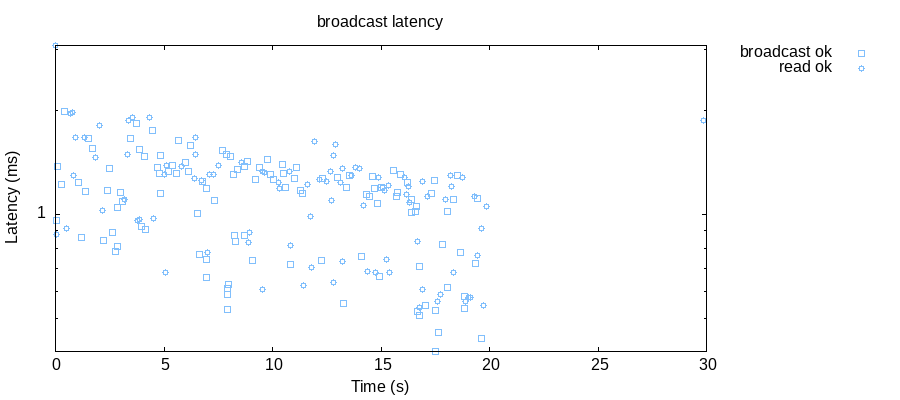 broadcast latency
broadcast ok
read ok
Latency (ms)
1
0 5 10 15 20 25 30
Time (s)